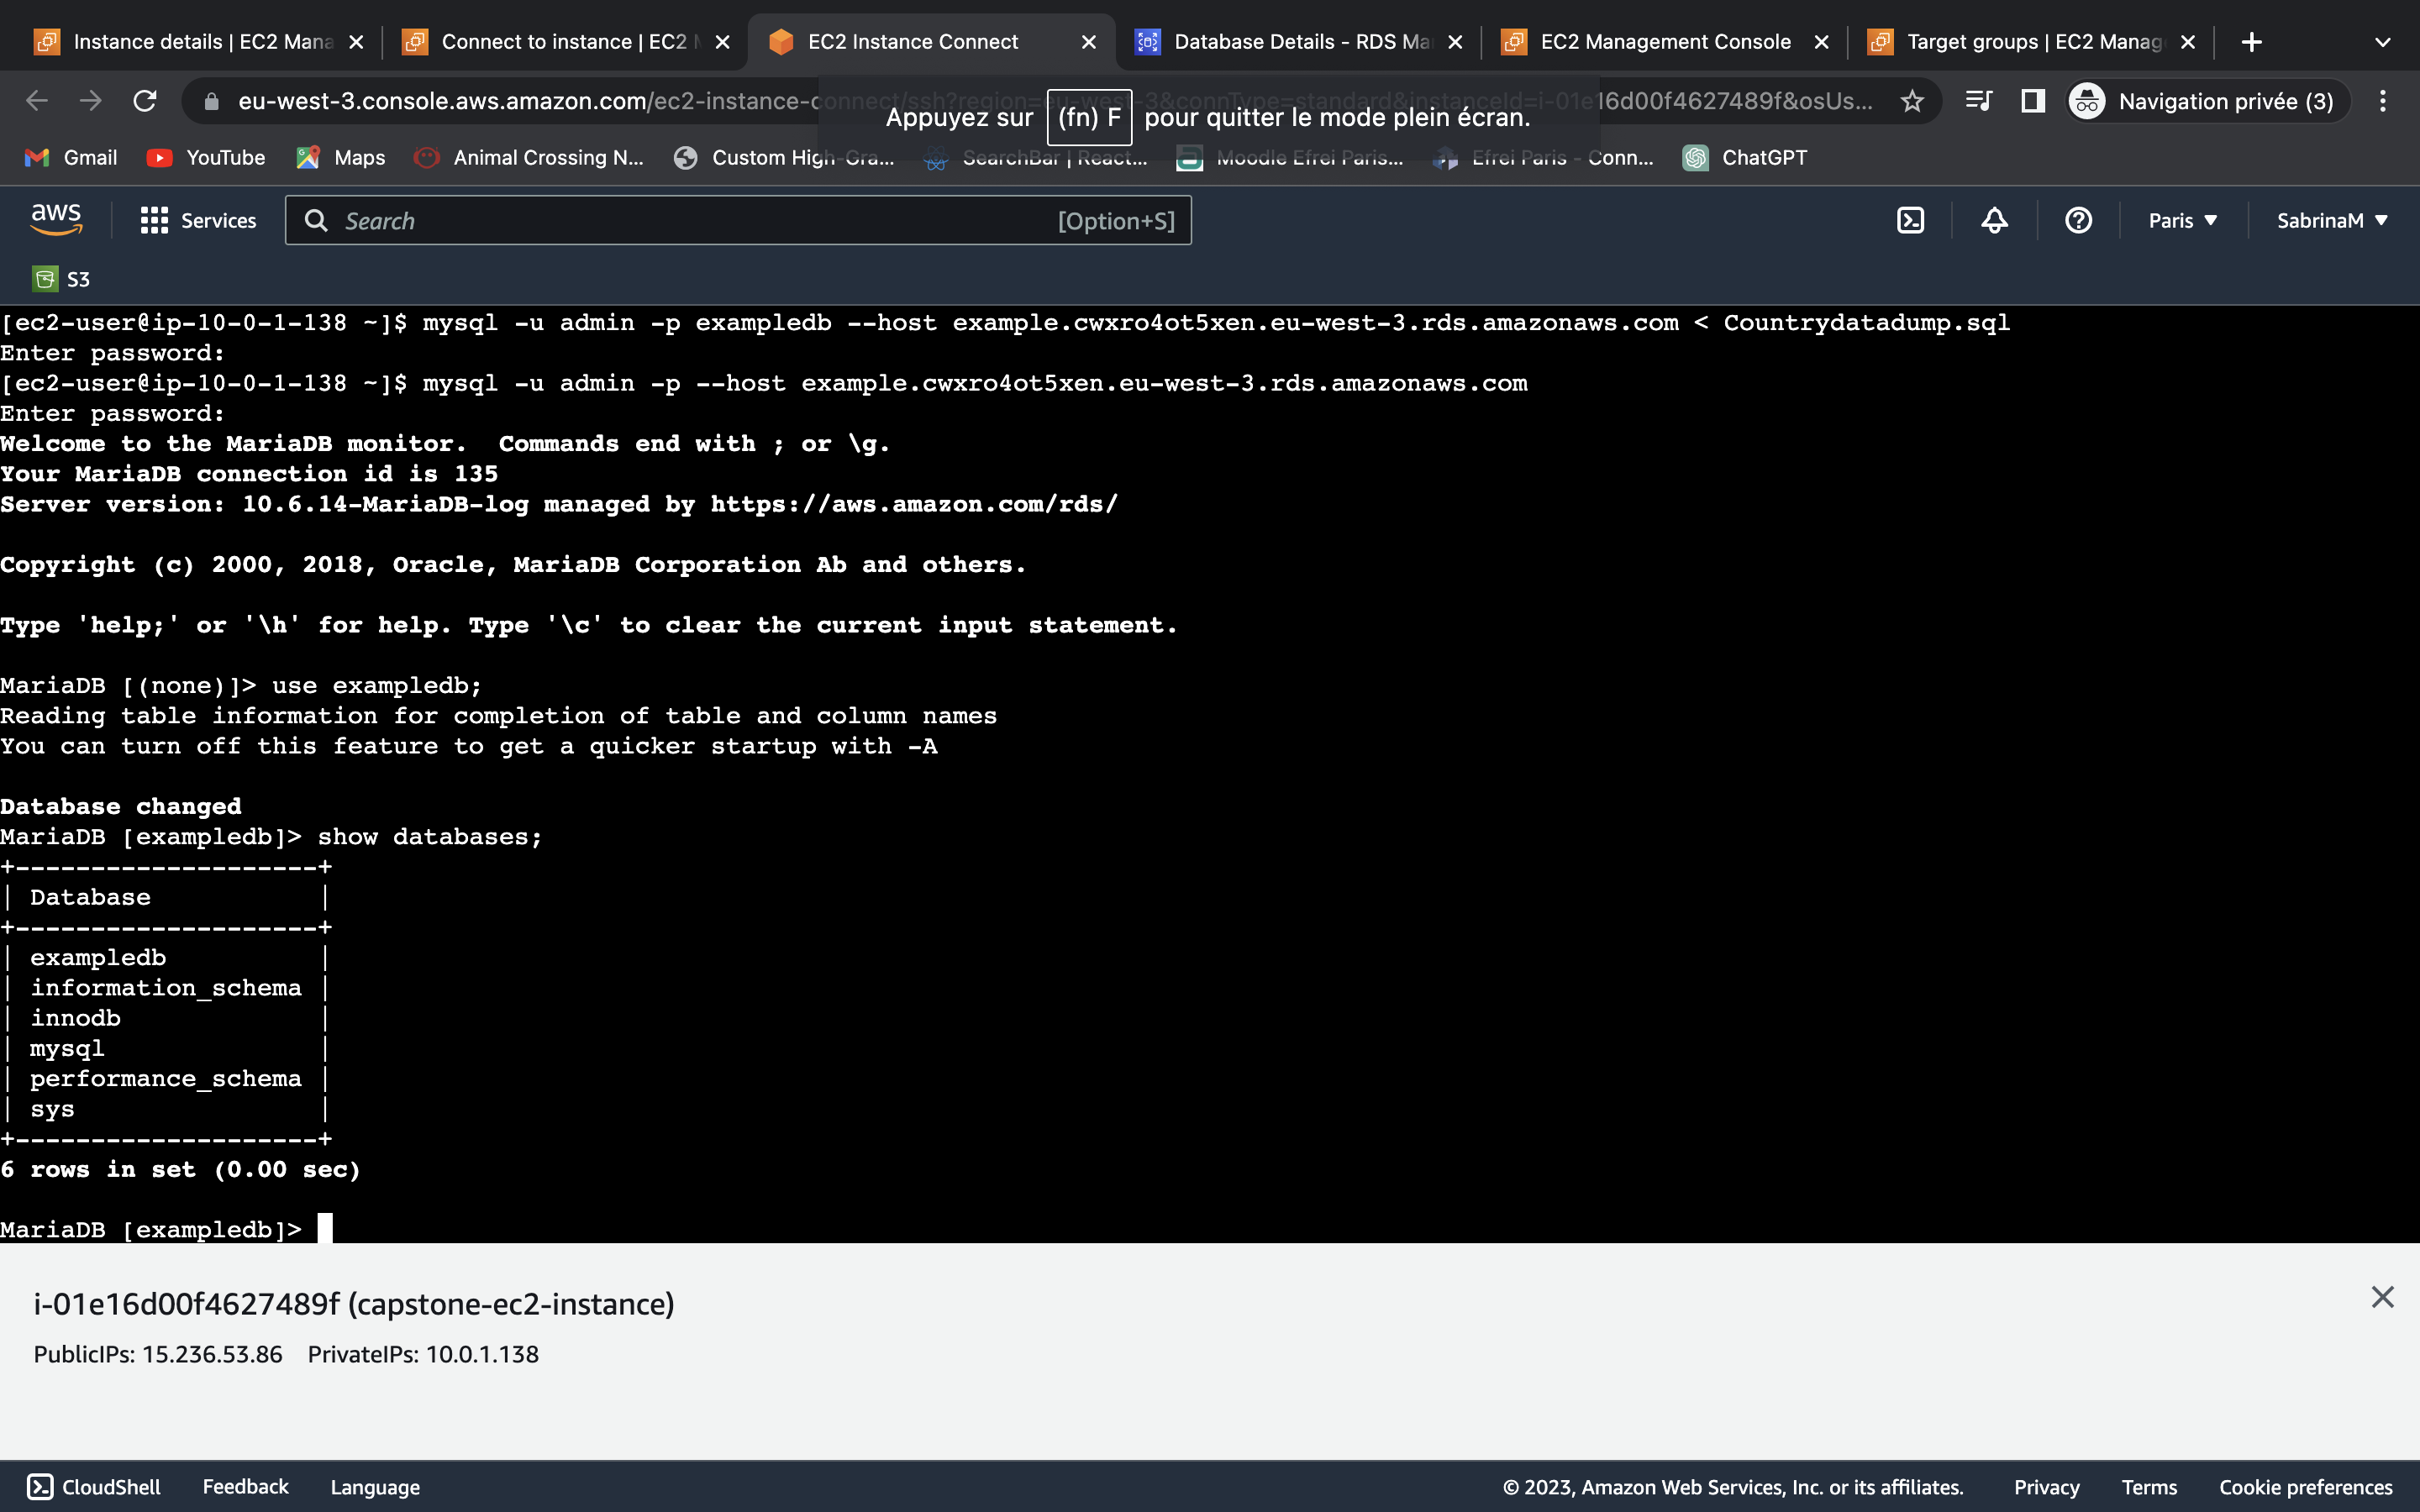 Instance details | EC2 Mana
Connect to instance | EC2 M
EC2 Instance Connect
Database Details - RDS Ma
EC2 Management Console
Target groups | EC2 Manag
eu-west-3.console.aws.amazon.com/ec2-instance-connect/ssh?region=eu-west-3&connType=standard&instanceId=i-01e16d00f4627489f&osUs...
Navigation privée (3)
Appuyez sur (fn) F pour quitter le mode plein écran.
Gmail
YouTube
Maps
Animal Crossing N...
Custom High-Gra...
SearchBar | React...
Moodle Efrei Paris...
Efrei Paris - Conn...
ChatGPT
aws
Services
Search
[Option+S]
Paris
SabrinaM
S3
[ec2-user@ip-10-0-1-138 ~]$ mysql -u admin -p exampledb --host example.cwxro4ot5xen.eu-west-3.rds.amazonaws.com < Countrydatadump.sql
Enter password:
[ec2-user@ip-10-0-1-138 ~]$ mysql -u admin -p --host example.cwxro4ot5xen.eu-west-3.rds.amazonaws.com
Enter password:
Welcome to the MariaDB monitor.  Commands end with ; or \g.
Your MariaDB connection id is 135
Server version: 10.6.14-MariaDB-log managed by https://aws.amazon.com/rds/
Copyright (c) 2000, 2018, Oracle, MariaDB Corporation Ab and others.
Type 'help;' or '\h' for help. Type '\c' to clear the current input statement.
MariaDB [(none)]> use exampledb;
Reading table information for completion of table and column names
You can turn off this feature to get a quicker startup with -A
Database changed
MariaDB [exampledb]> show databases;
+--------------------+
| Database           |
+--------------------+
| exampledb          |
| information_schema |
| innodb             |
| mysql              |
| performance_schema |
| sys                |
+--------------------+
6 rows in set (0.00 sec)
MariaDB [exampledb]>
i-01e16d00f4627489f (capstone-ec2-instance)
PublicIPs: 15.236.53.86    PrivateIPs: 10.0.1.138
CloudShell
Feedback
Language
© 2023, Amazon Web Services, Inc. or its affiliates.
Privacy
Terms
Cookie preferences